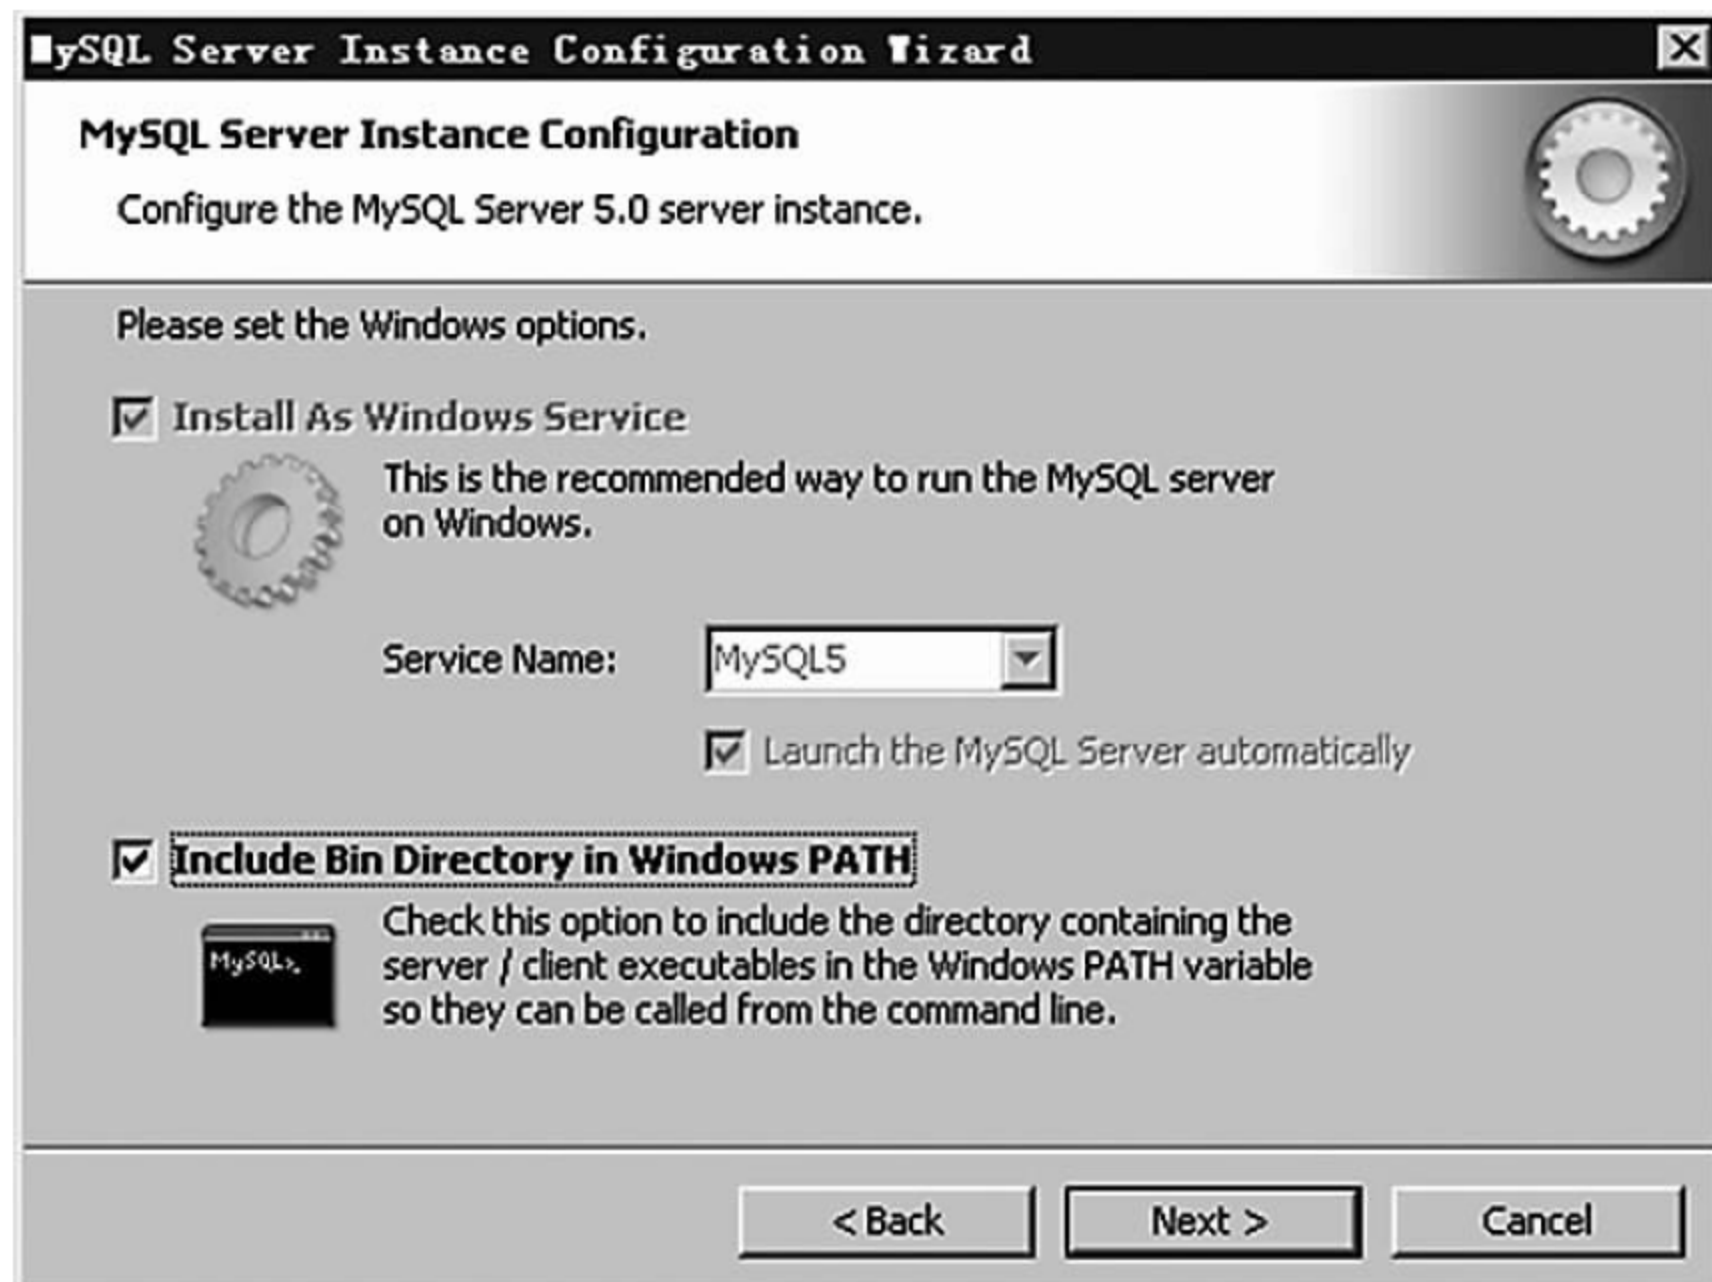 MySQL Server Instance Configuration Wizard
MySQL Server Instance Configuration
Configure the MySQL Server 5.0 server instance.
Please set the Windows options.
Install As Windows Service
This is the recommended way to run the MySQL server
on Windows.
Service Name:
MySQL5
Launch the MySQL Server automatically
Include Bin Directory in Windows PATH
MySQL>
Check this option to include the directory containing the
server / client executables in the Windows PATH variable
so they can be called from the command line.
< Back
Next >
Cancel